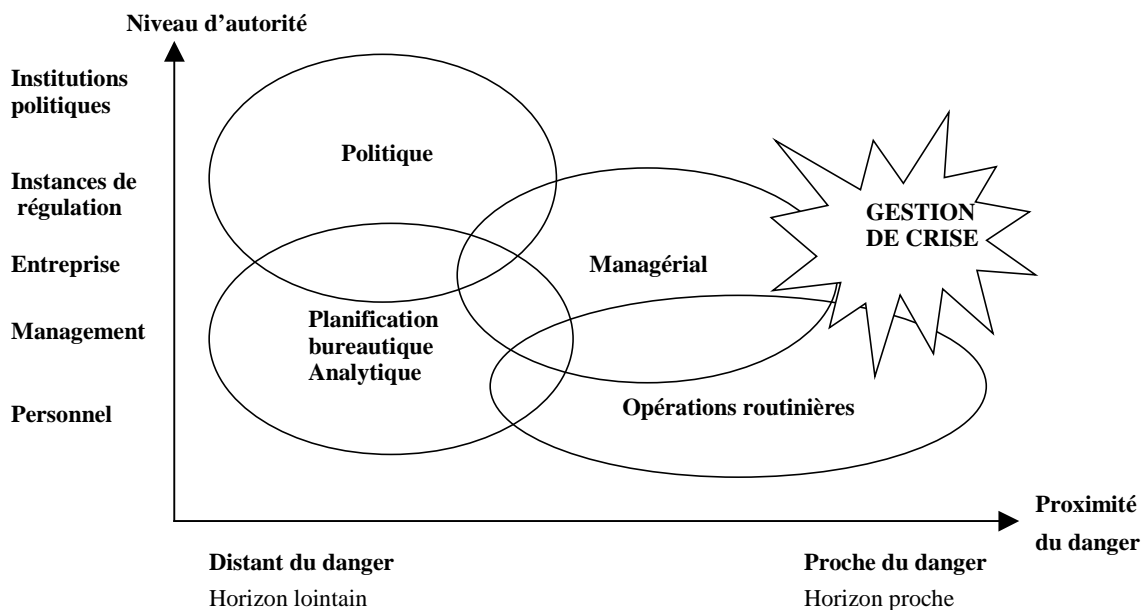 Niveau d'autorité
Institutions
politiques
Politique
Instances de
régulation
GESTION
DE CRISE
Entreprise
Managérial
Management
Planification
bureautique
Analytique
Personnel
Opérations routinières
Proximité
du danger
Distant du danger
Proche du danger
Horizon lointain
Horizon proche